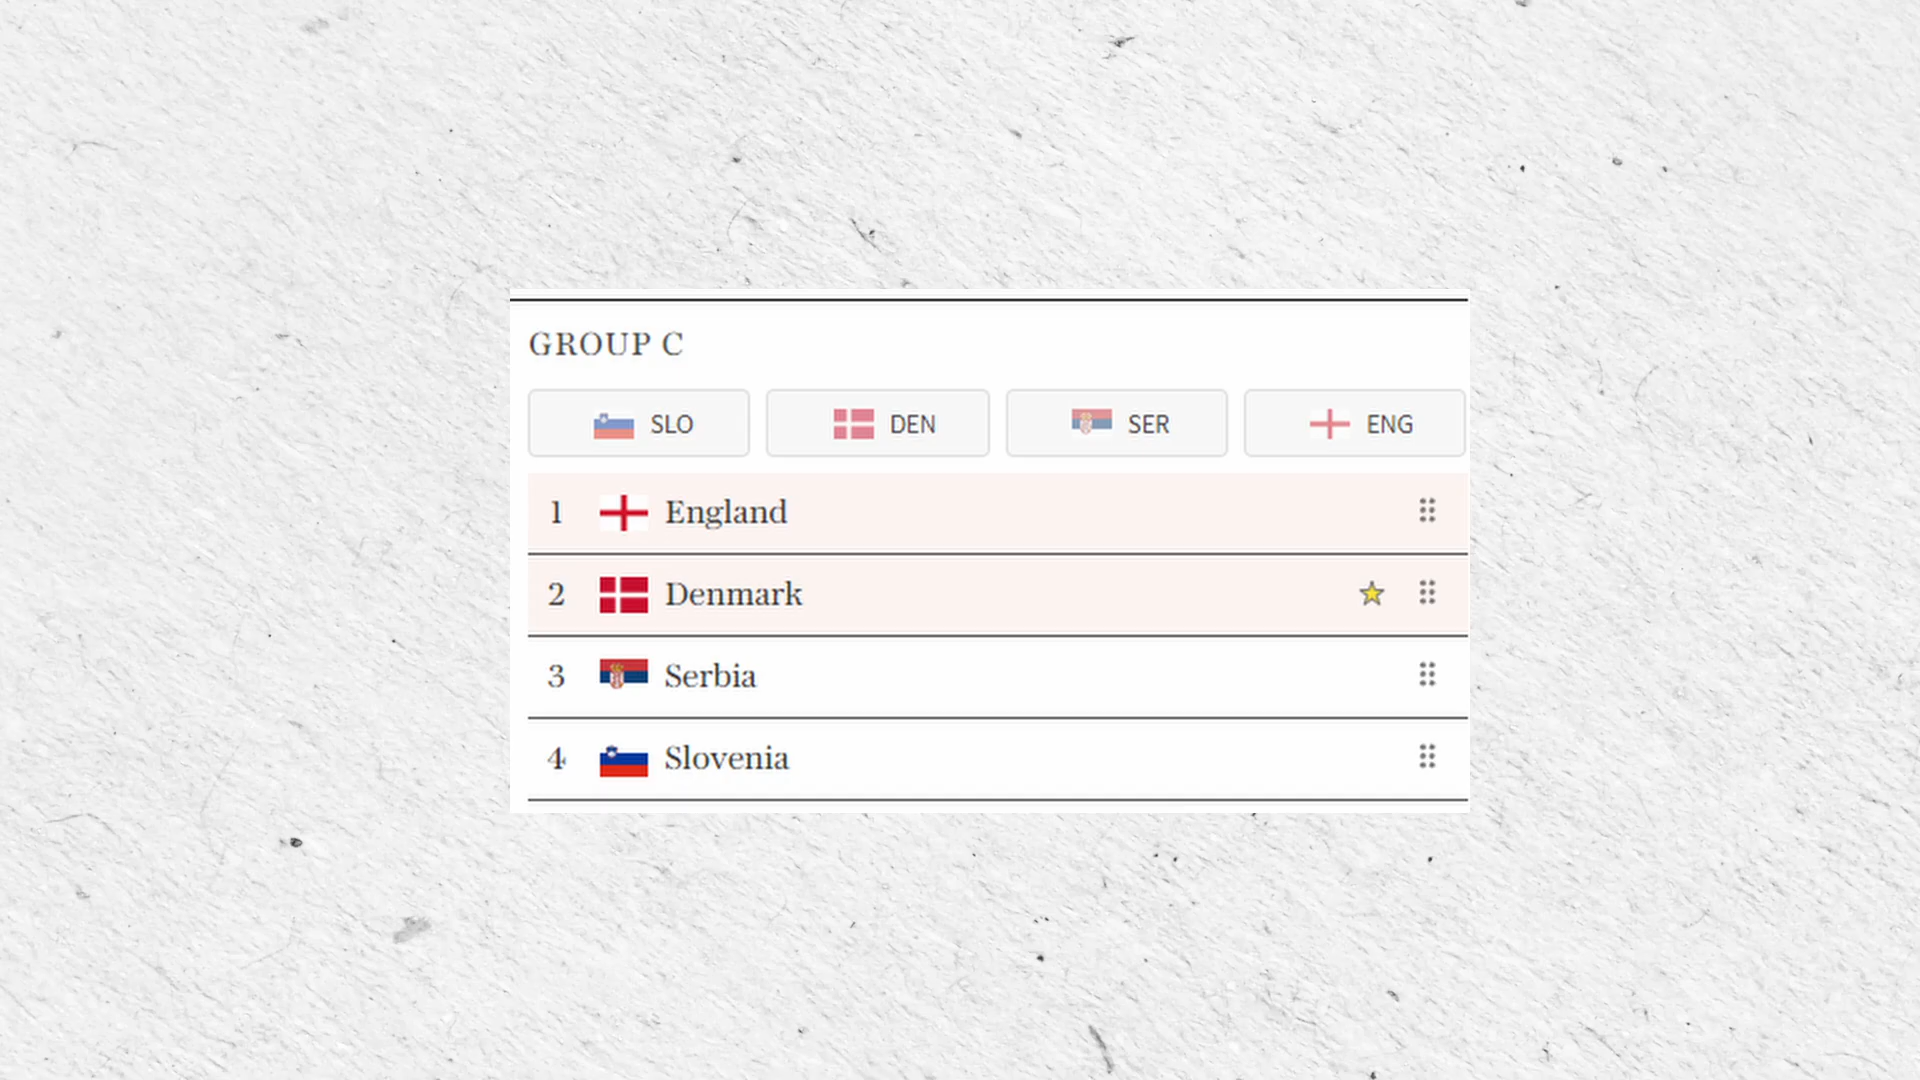 GROUP C
SLO DEN SER ENG
1 England
2 Denmark
3 Serbia
4 Slovenia